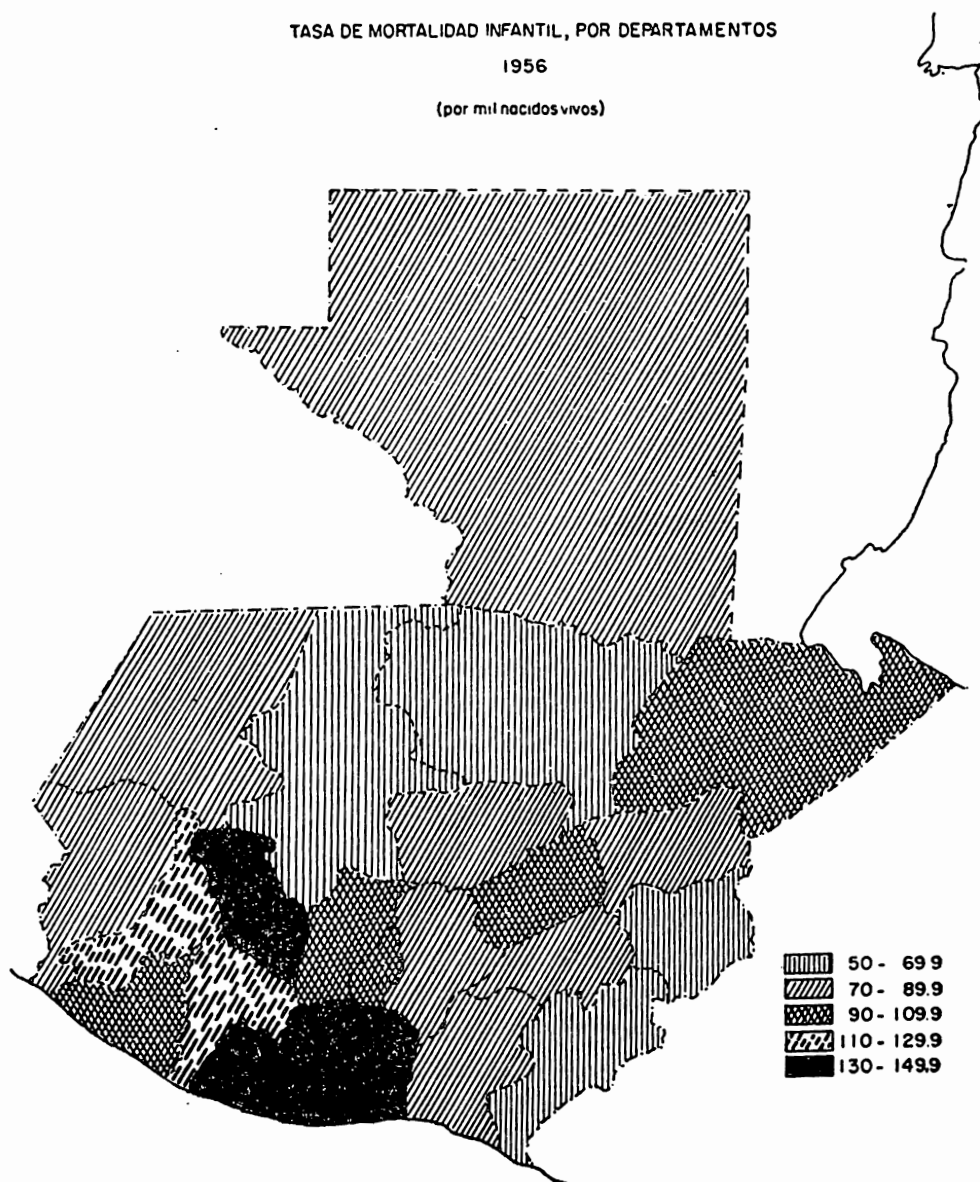 TASA DE MORTALIDAD INFANTIL, POR DEPARTAMENTOS
1956
(por mil nacidos vivos)
50 - 69 9
70 - 89.9
90 - 109.9
110 - 129.9
130 - 149.9